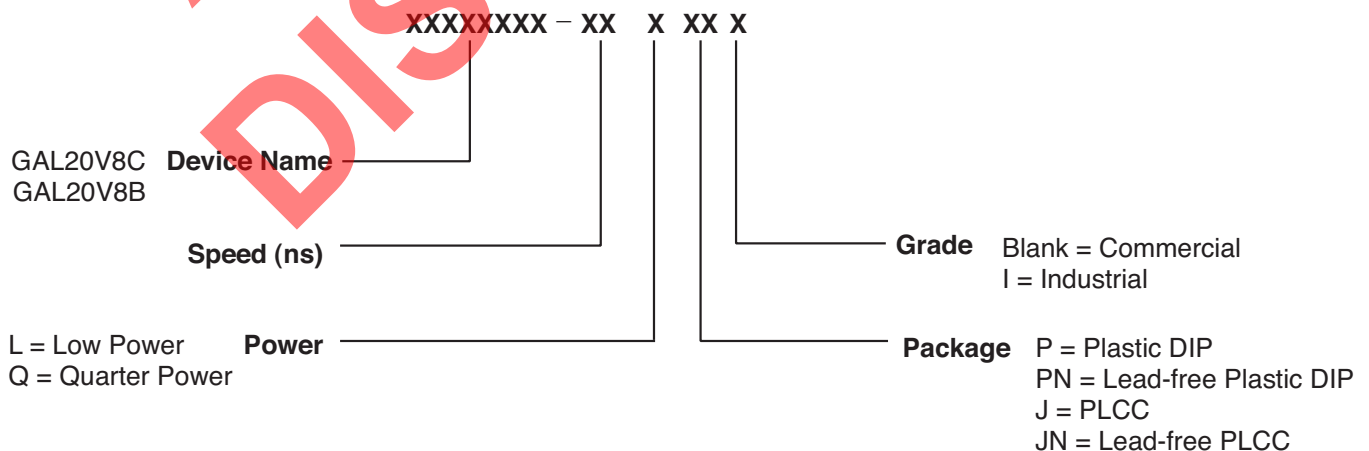 XXXXXXXX – XX X XX X
GAL20V8C Device Name
GAL20V8B
Speed (ns)
L = Low Power Power
Q = Quarter Power
Grade Blank = Commercial
I = Industrial
Package P = Plastic DIP
PN = Lead-free Plastic DIP
J = PLCC
JN = Lead-free PLCC
DIS